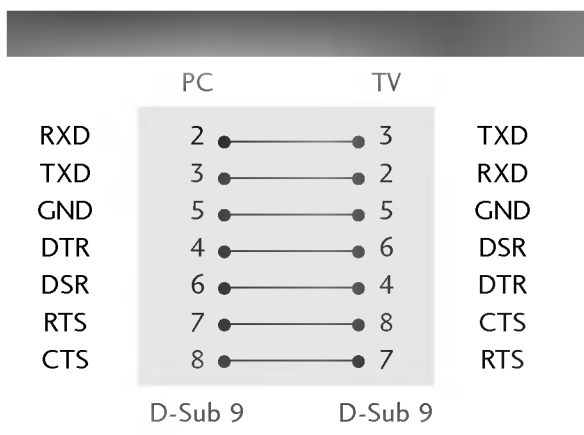 PC TV
RXD 2 3 TXD
TXD 3 2 RXD
GND 5 5 GND
DTR 4 6 DSR
DSR 6 4 DTR
RTS 7 8 CTS
CTS 8 7 RTS
D-Sub 9 D-Sub 9